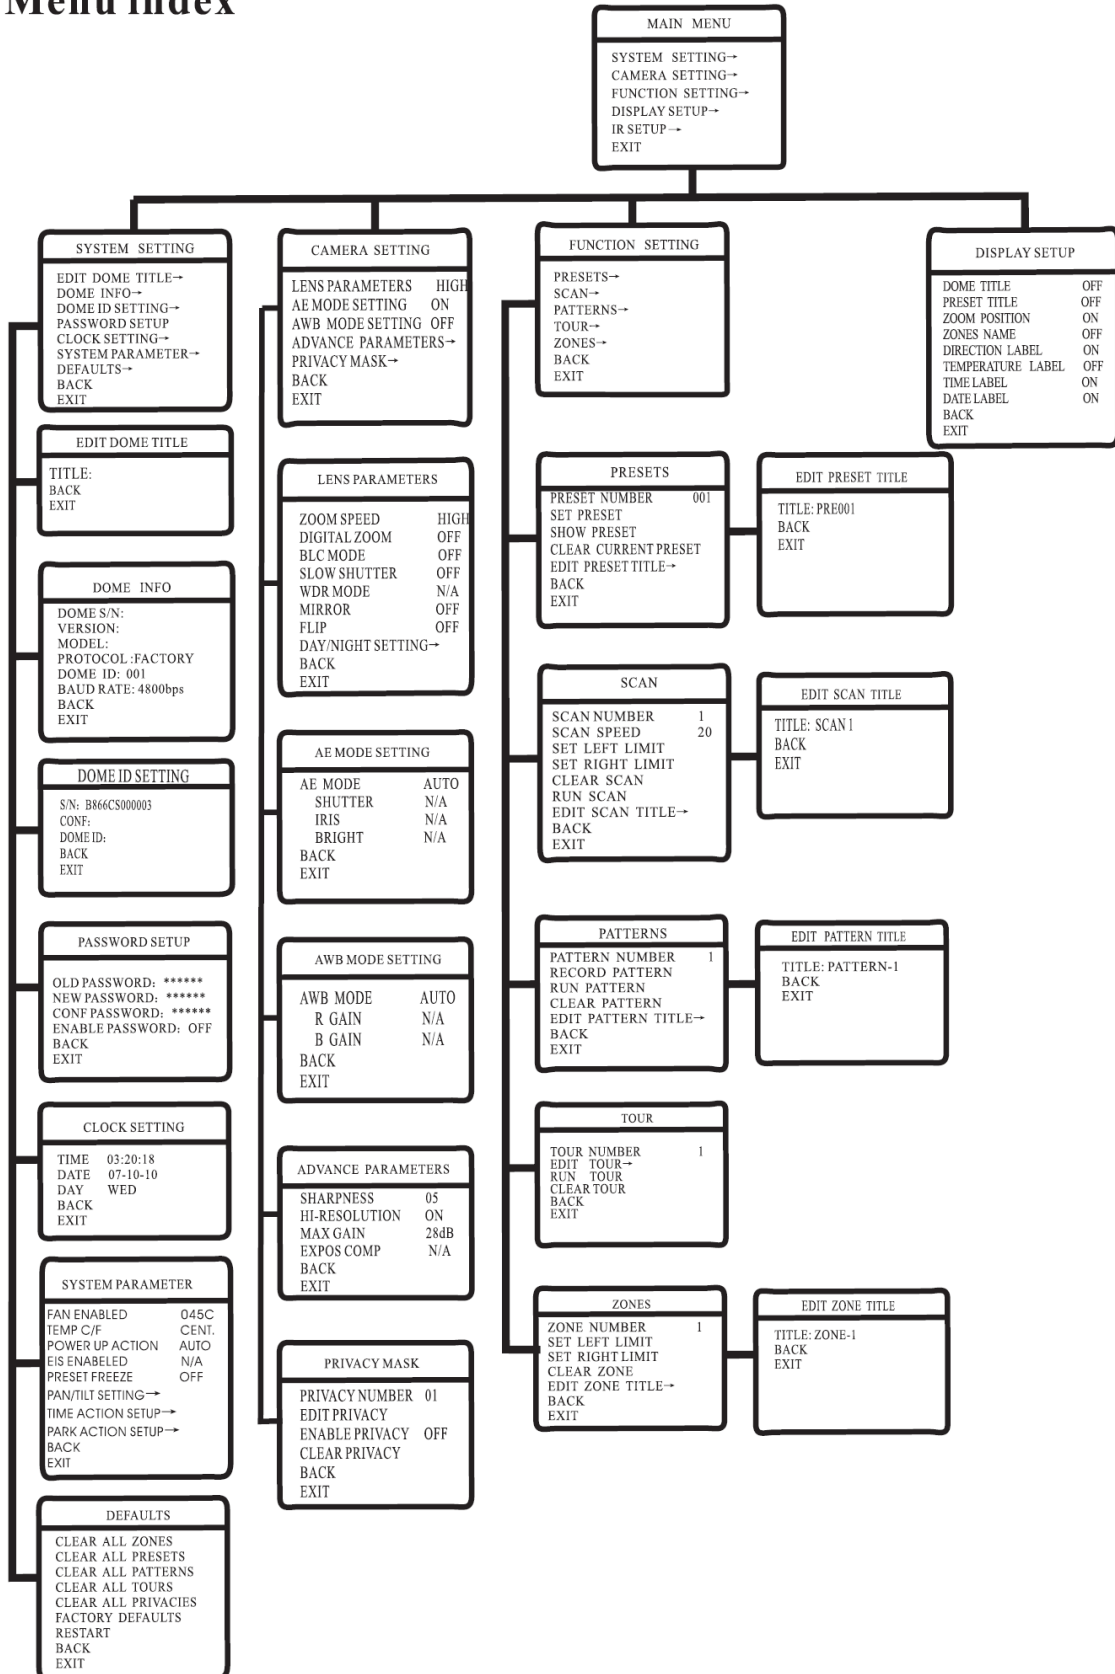 Menu index
MAIN MENU
SYSTEM SETTING→
CAMERA SETTING→
FUNCTION SETTING→
DISPLAY SETUP→
IR SETUP→
EXIT
SYSTEM SETTING
EDIT DOME TITLE→
DOME INFO→
DOME ID SETTING→
PASSWORD SETUP
CLOCK SETTING→
SYSTEM PARAMETER→
DEFAULTS→
BACK
EXIT
EDIT DOME TITLE
TITLE:
BACK
EXIT
DOME INFO
DOME S/N:
VERSION:
MODEL:
PROTOCOL :FACTORY
DOME ID: 001
BAUD RATE: 4800bps
BACK
EXIT
DOME ID SETTING
S/N: B866CS000003
CONF:
DOME ID:
BACK
EXIT
PASSWORD SETUP
OLD PASSWORD: ******
NEW PASSWORD: ******
CONF PASSWORD: ******
ENABLE PASSWORD: OFF
BACK
EXIT
CLOCK SETTING
TIME 03:20:18
DATE 07-10-10
DAY WED
BACK
EXIT
SYSTEM PARAMETER
FAN ENABLED 045C
TEMP C/F CENT.
POWER UP ACTION AUTO
EIS ENABELED N/A
PRESET FREEZE OFF
PAN/TILT SETTING→
TIME ACTION SETUP→
PARK ACTION SETUP→
BACK
EXIT
DEFAULTS
CLEAR ALL ZONES
CLEAR ALL PRESETS
CLEAR ALL PATTERNS
CLEAR ALL TOURS
CLEAR ALL PRIVACIES
FACTORY DEFAULTS
RESTART
BACK
EXIT
CAMERA SETTING
LENS PARAMETERS HIGH
AE MODE SETTING ON
AWB MODE SETTING OFF
ADVANCE PARAMETERS→
PRIVACY MASK→
BACK
EXIT
LENS PARAMETERS
ZOOM SPEED HIGH
DIGITAL ZOOM OFF
BLC MODE OFF
SLOW SHUTTER OFF
WDR MODE N/A
MIRROR OFF
FLIP OFF
DAY/NIGHT SETTING→
BACK
EXIT
AE MODE SETTING
AE MODE AUTO
SHUTTER N/A
IRIS N/A
BRIGHT N/A
BACK
EXIT
AWB MODE SETTING
AWB MODE AUTO
R GAIN N/A
B GAIN N/A
BACK
EXIT
ADVANCE PARAMETERS
SHARPNESS 05
HI-RESOLUTION ON
MAX GAIN 28dB
EXPOS COMP N/A
BACK
EXIT
PRIVACY MASK
PRIVACY NUMBER 01
EDIT PRIVACY
ENABLE PRIVACY OFF
CLEAR PRIVACY
BACK
EXIT
FUNCTION SETTING
PRESETS→
SCAN→
PATTERNS→
TOUR→
ZONES→
BACK
EXIT
PRESETS
PRESET NUMBER 001
SET PRESET
SHOW PRESET
CLEAR CURRENT PRESET
EDIT PRESET TITLE→
BACK
EXIT
EDIT PRESET TITLE
TITLE: PRE001
BACK
EXIT
SCAN
SCAN NUMBER 1
SCAN SPEED 20
SET LEFT LIMIT
SET RIGHT LIMIT
CLEAR SCAN
RUN SCAN
EDIT SCAN TITLE→
BACK
EXIT
EDIT SCAN TITLE
TITLE: SCAN 1
BACK
EXIT
PATTERNS
PATTERN NUMBER 1
RECORD PATTERN
RUN PATTERN
CLEAR PATTERN
EDIT PATTERN TITLE→
BACK
EXIT
EDIT PATTERN TITLE
TITLE: PATTERN-1
BACK
EXIT
TOUR
TOUR NUMBER 1
EDIT TOUR→
RUN TOUR
CLEAR TOUR
BACK
EXIT
ZONES
ZONE NUMBER 1
SET LEFT LIMIT
SET RIGHT LIMIT
CLEAR ZONE
EDIT ZONE TITLE→
BACK
EXIT
EDIT ZONE TITLE
TITLE: ZONE-1
BACK
EXIT
DISPLAY SETUP
DOME TITLE OFF
PRESET TITLE OFF
ZOOM POSITION ON
ZONES NAME OFF
DIRECTION LABEL ON
TEMPERATURE LABEL OFF
TIME LABEL ON
DATE LABEL ON
BACK
EXIT